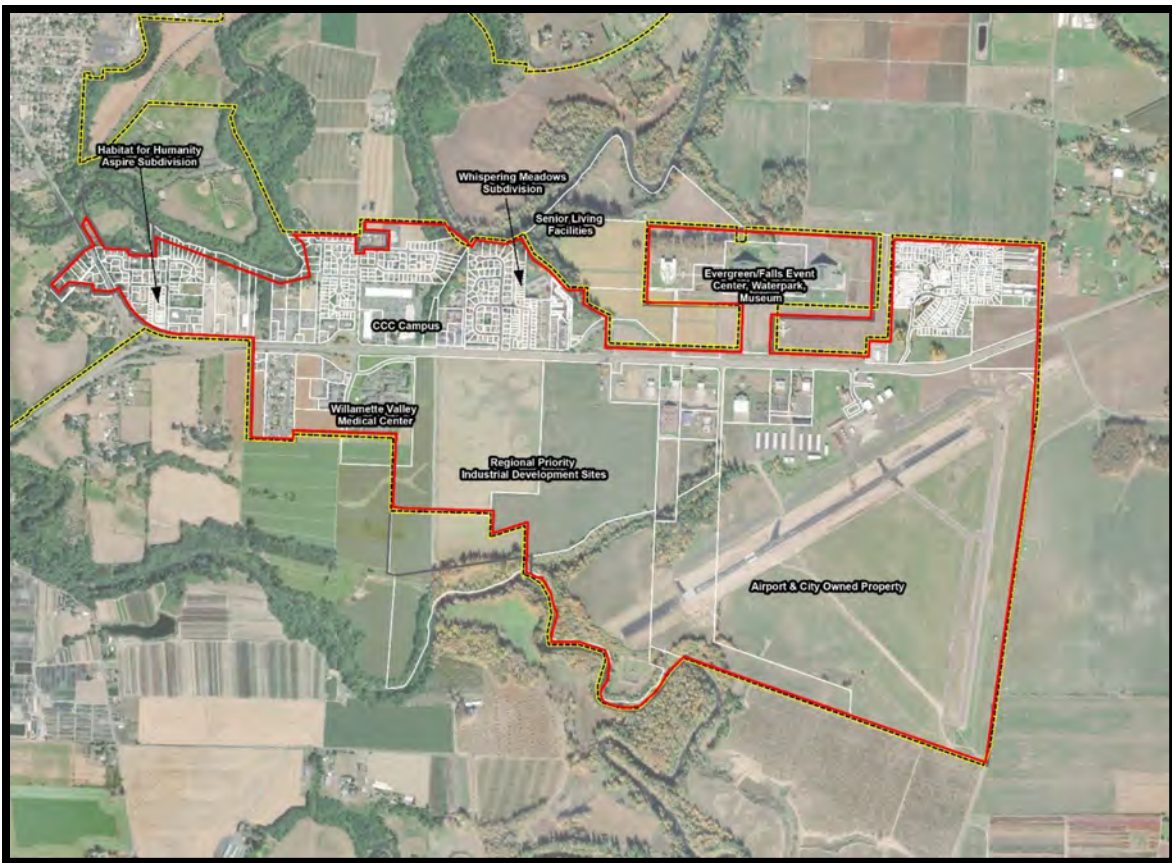 Habitat for Humanity
Aspire Subdivision
Whispering Meadows
Subdivision
Senior Living
Facilities
Evergreen/Falls Event
Center, Waterpark,
Museum
CCC Campus
Willamette Valley
Medical Center
Regional Priority
Industrial Development Sites
Airport & City Owned Property